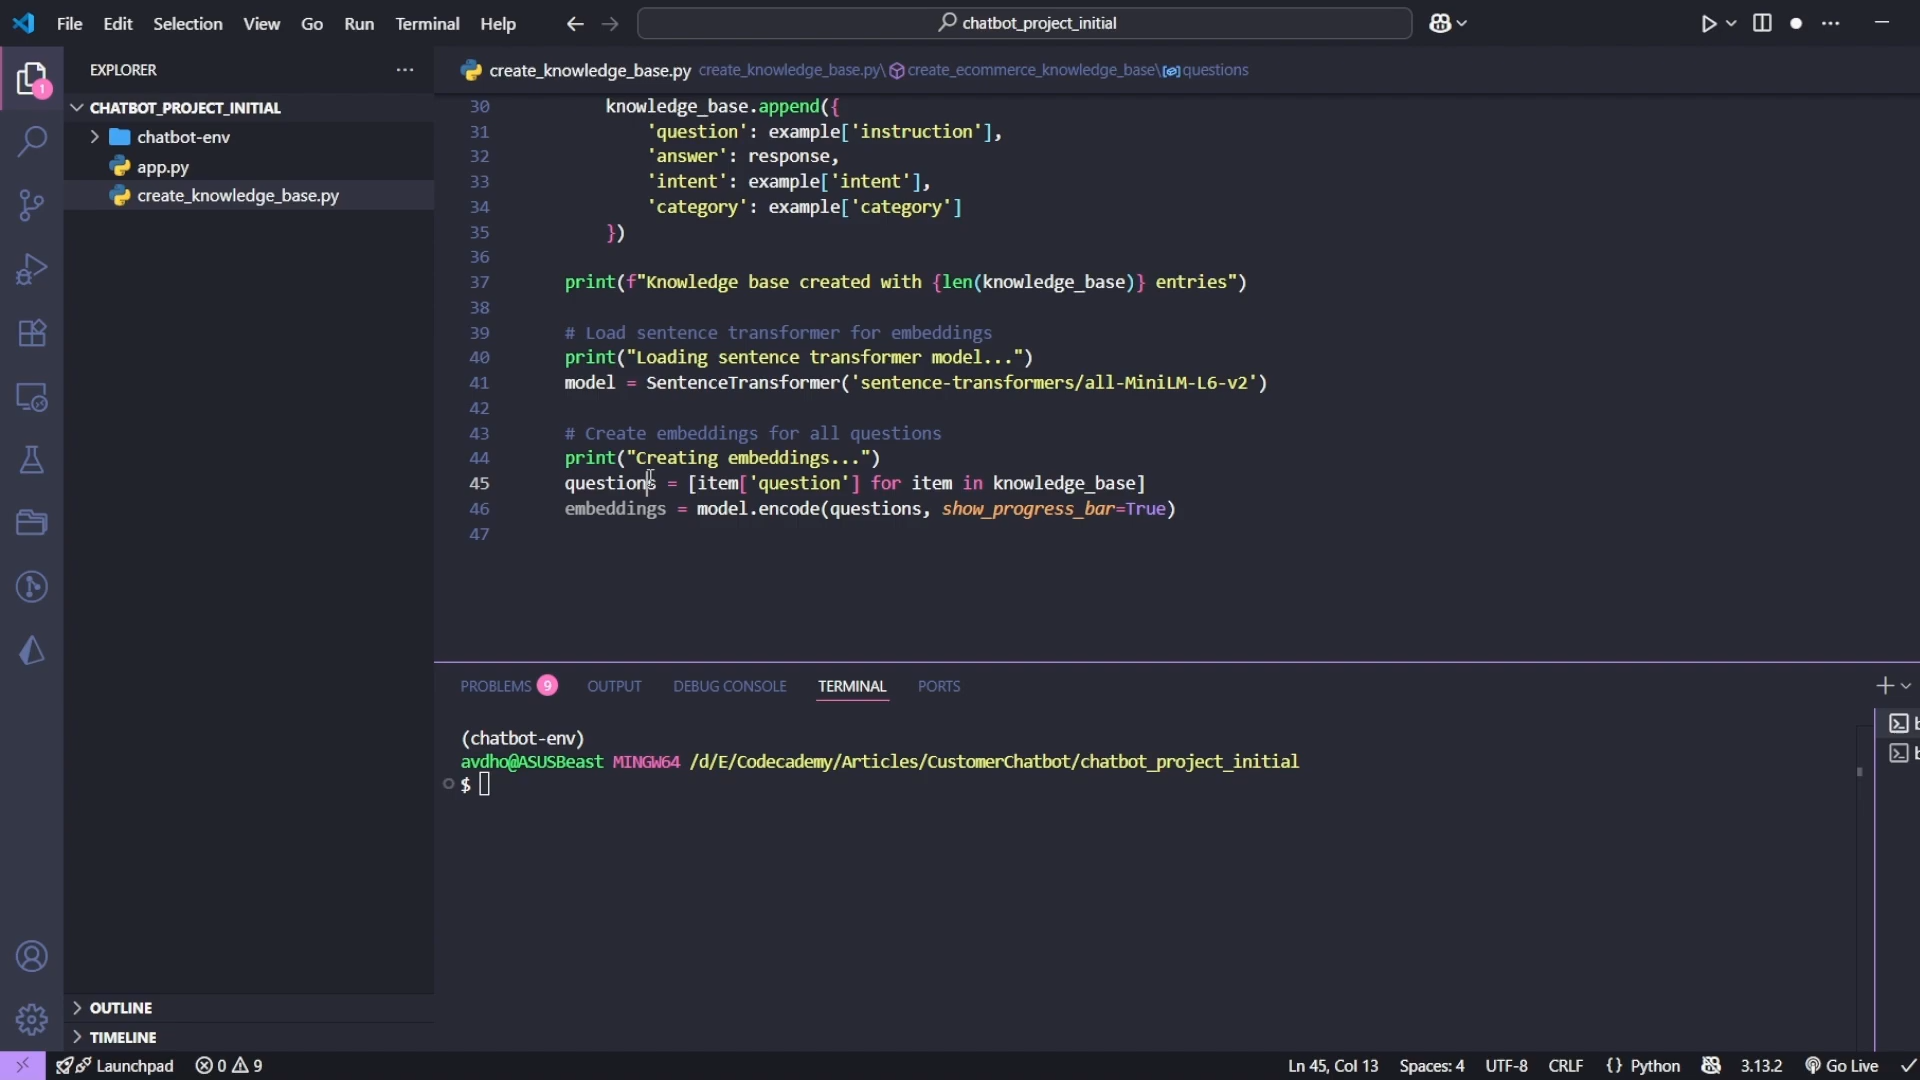 File Edit Selection View Go Run Terminal Help
chatbot_project_initial
EXPLORER
1
CHATBOT_PROJECT_INITIAL
chatbot-env
app.py
create_knowledge_base.py
OUTLINE
TIMELINE
create_knowledge_base.py create_knowledge_base.py\create_ecommerce_knowledge_base\questions
30 knowledge_base.append({
31 'question': example['instruction'],
32 'answer': response,
33 'intent': example['intent'],
34 'category': example['category']
35 })
36
37 print(f"Knowledge base created with {len(knowledge_base)} entries")
38
39 # Load sentence transformer for embeddings
40 print("Loading sentence transformer model...")
41 model = SentenceTransformer('sentence-transformers/all-MiniLM-L6-v2')
42
43 # Create embeddings for all questions
44 print("Creating embeddings...")
45 questions = [item['question'] for item in knowledge_base]
46 embeddings = model.encode(questions, show_progress_bar=True)
47
PROBLEMS 9 OUTPUT DEBUG CONSOLE TERMINAL PORTS
(chatbot-env)
avdho@ASUSBeast MINGW64 /d/E/Codecademy/Articles/CustomerChatbot/chatbot_project_initial
$
b
b
Launchpad 0 9 Ln 45, Col 13 Spaces: 4 UTF-8 CRLF {} Python 3.13.2 Go Live